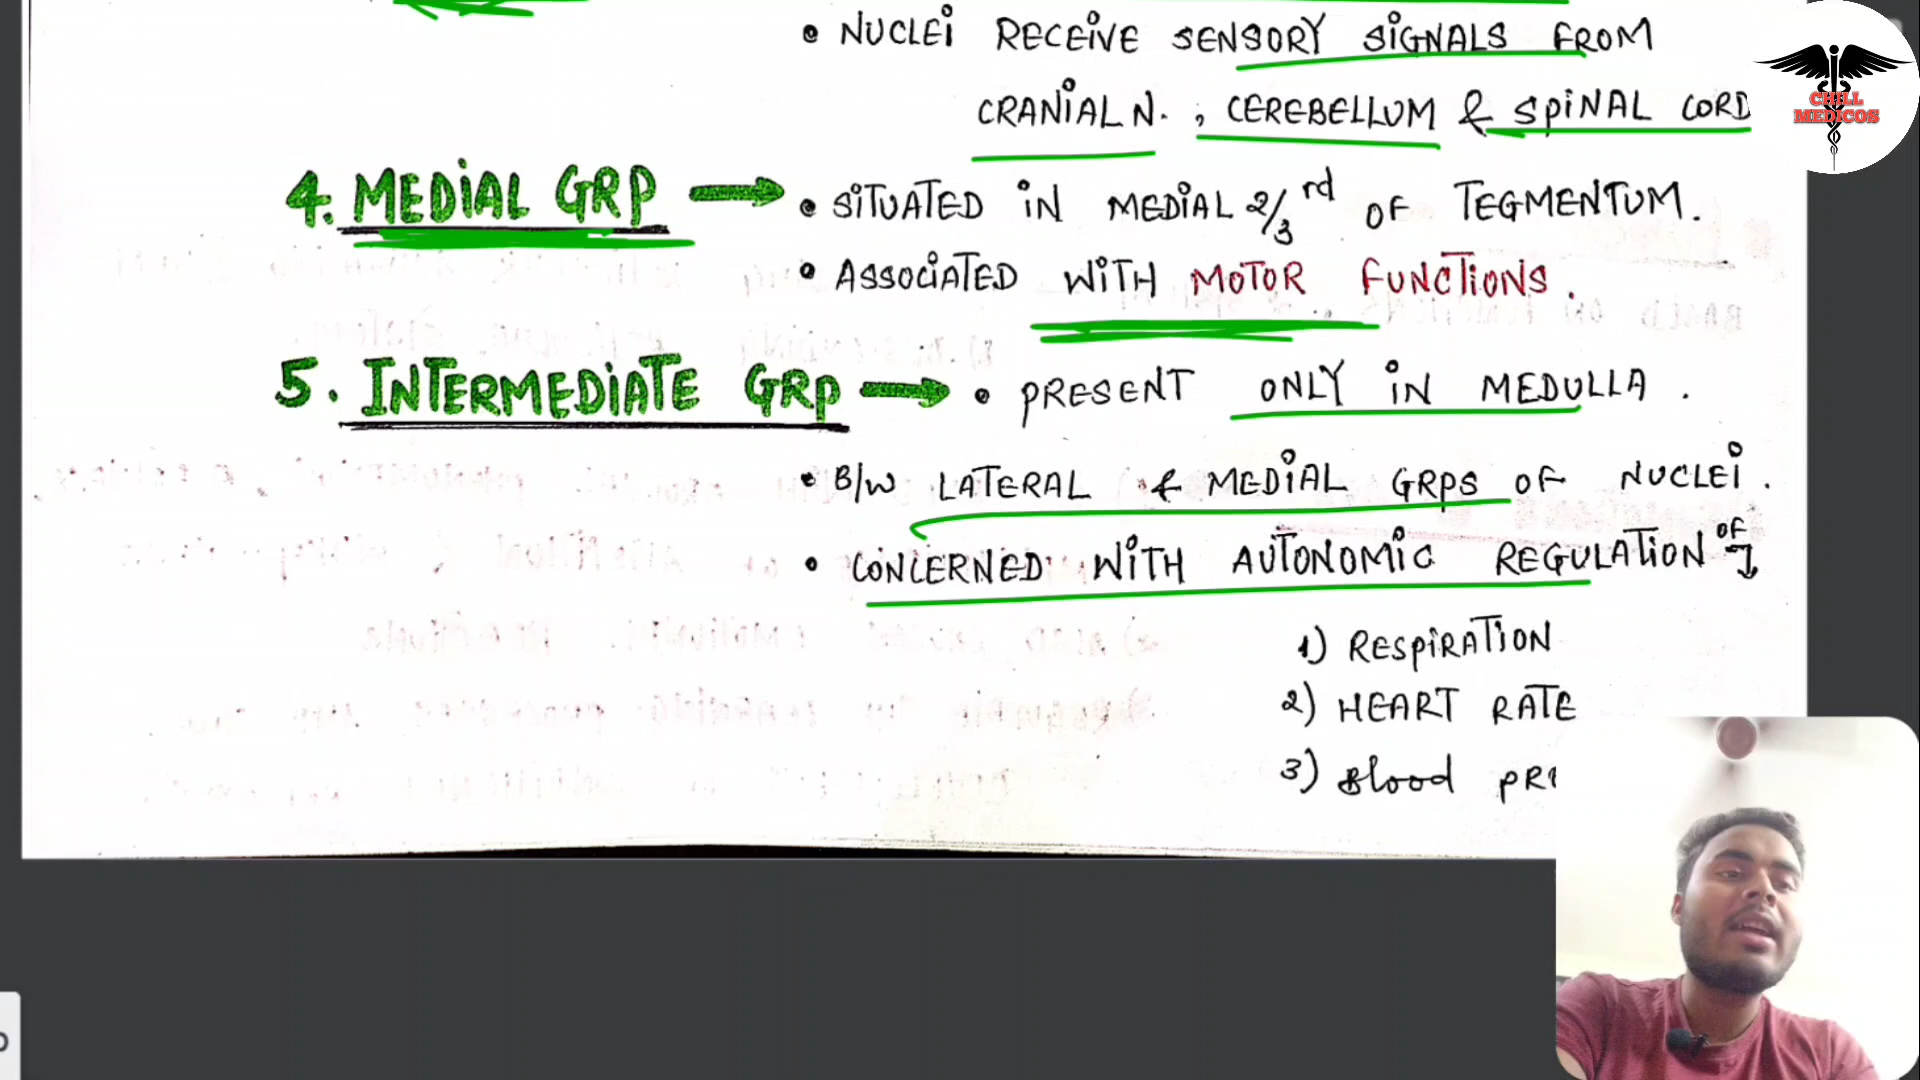 • NUCLEI RECEIVE SENSORY SIGNALS FROM
CRANIAL N. , CEREBELLUM & SPINAL CORD
CHILL
MEDICOS
4. MEDIAL GRP → • SITUATED IN MEDIAL 2/3rd OF TEGMENTUM.
• ASSOCIATED WITH MOTOR FUNCTIONS.
5. INTERMEDIATE GRP → • PRESENT ONLY IN MEDULLA.
• B/W LATERAL & MEDIAL GRPS OF NUCLEI.
• CONCERNED WITH AUTONOMIC REGULATION OF
1) RESPIRATION
2) HEART RATE
3) Blood